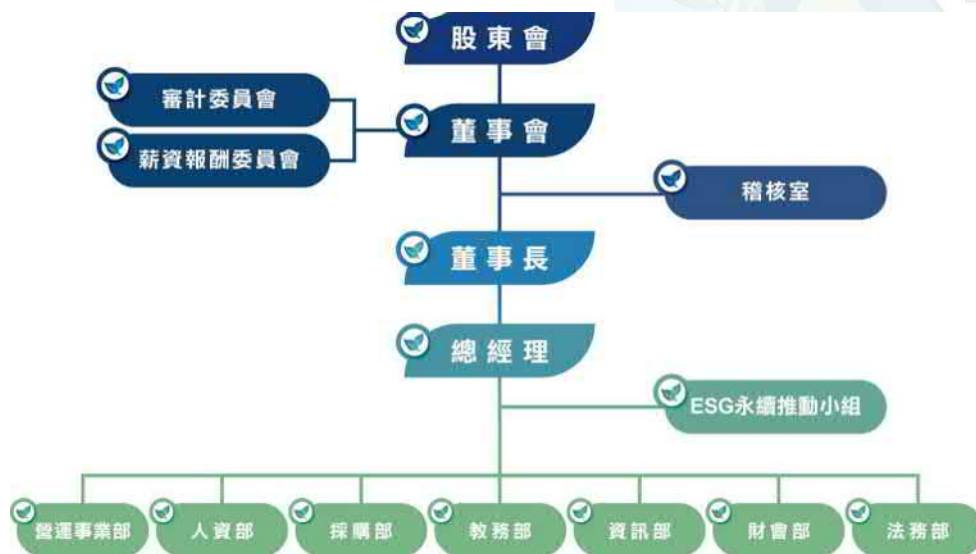 股東會
審計委員會
董事會
薪資報酬委員會
稽核室
董事長
總經理
ESG永續推動小組
營運事業部
人資部
採購部
教務部
資訊部
財會部
法務部